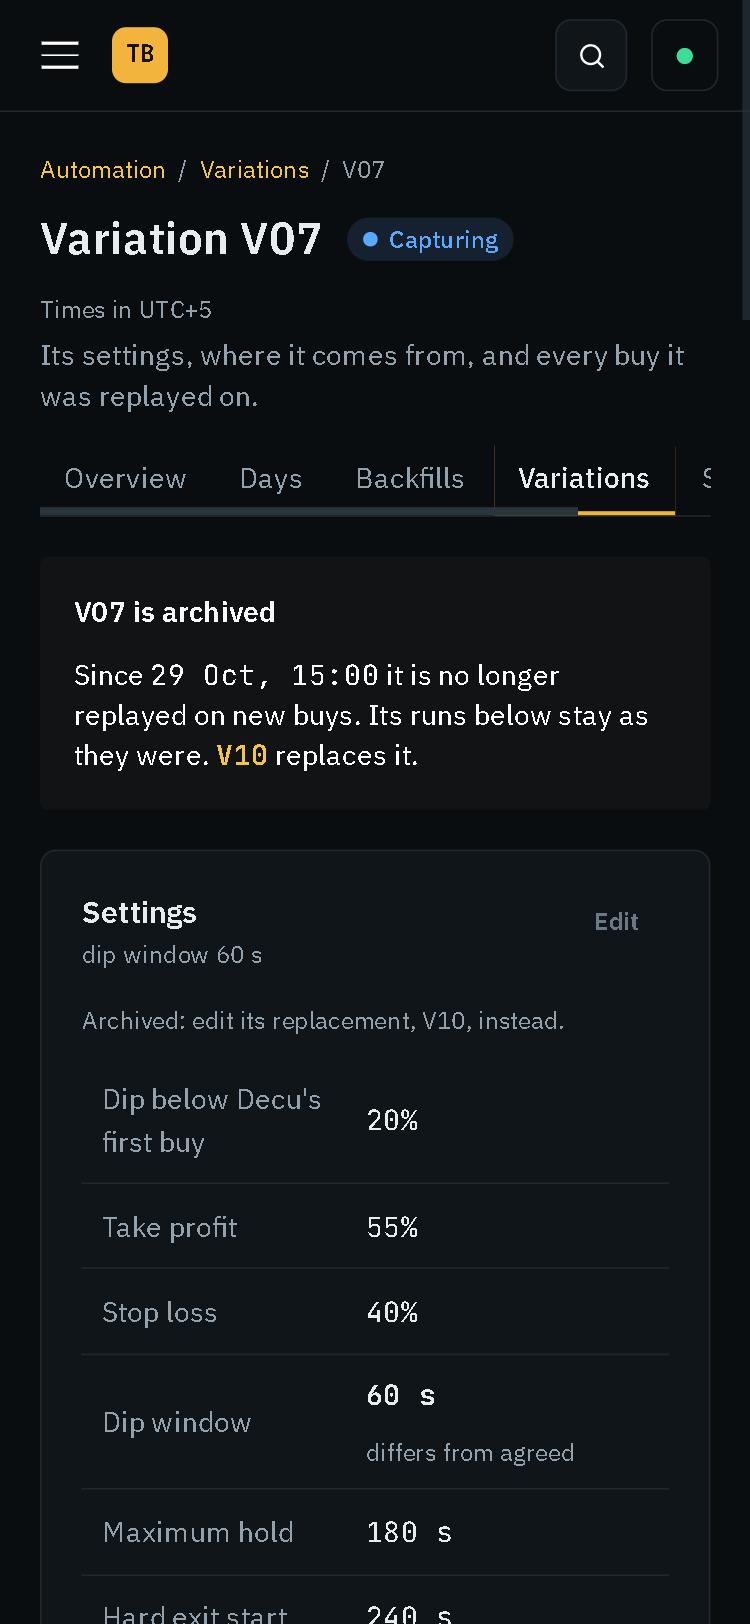 TB
Automation / Variations / V07
Variation V07 Capturing
Times in UTC+5
Its settings, where it comes from, and every buy it
was replayed on.
Overview Days Backfills Variations
V07 is archived
Since 29 Oct, 15:00 it is no longer
replayed on new buys. Its runs below stay as
they were. V10 replaces it.
Settings
Edit
dip window 60 s
Archived: edit its replacement, V10, instead.
Dip below Decu's
first buy
20%
Take profit 55%
Stop loss 40%
Dip window
60 s
differs from agreed
Maximum hold 180 s
Hard exit start 240 s